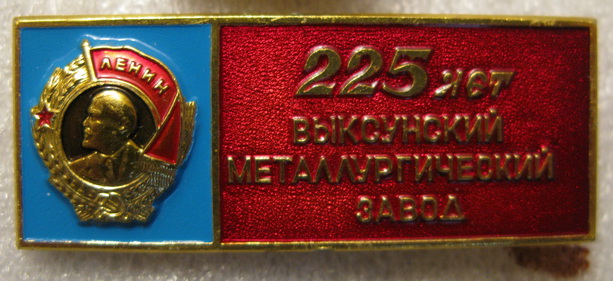 ЛЕНИН
225 лет
ВЫКСУНСКИЙ
МЕТАЛЛУРГИЧЕСКИЙ
ЗАВОД